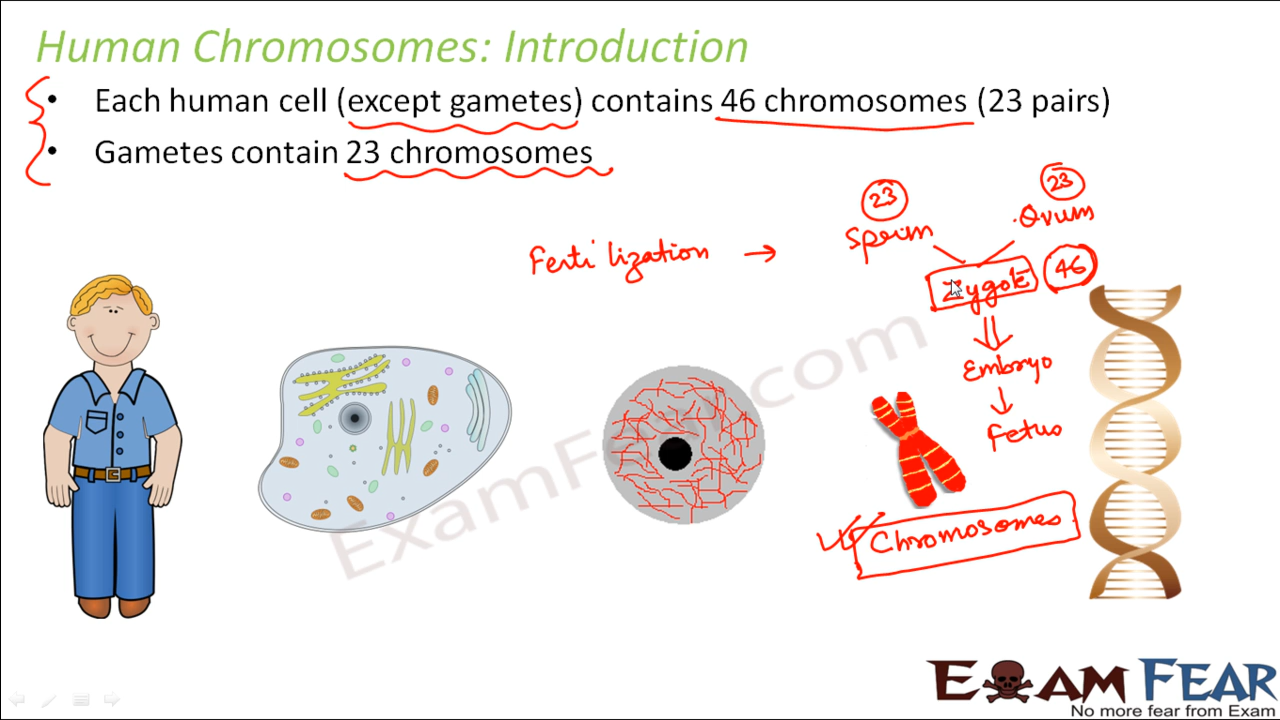 Human Chromosomes: Introduction
• Each human cell (except gametes) contains 46 chromosomes (23 pairs)
• Gametes contain 23 chromosomes
23
23
Sperm
Ovum
Fertilization →
Zygote
46
Embryo
Fetus
Chromosomes
ExamFear.com
EXAM FEAR
No more fear from Exam